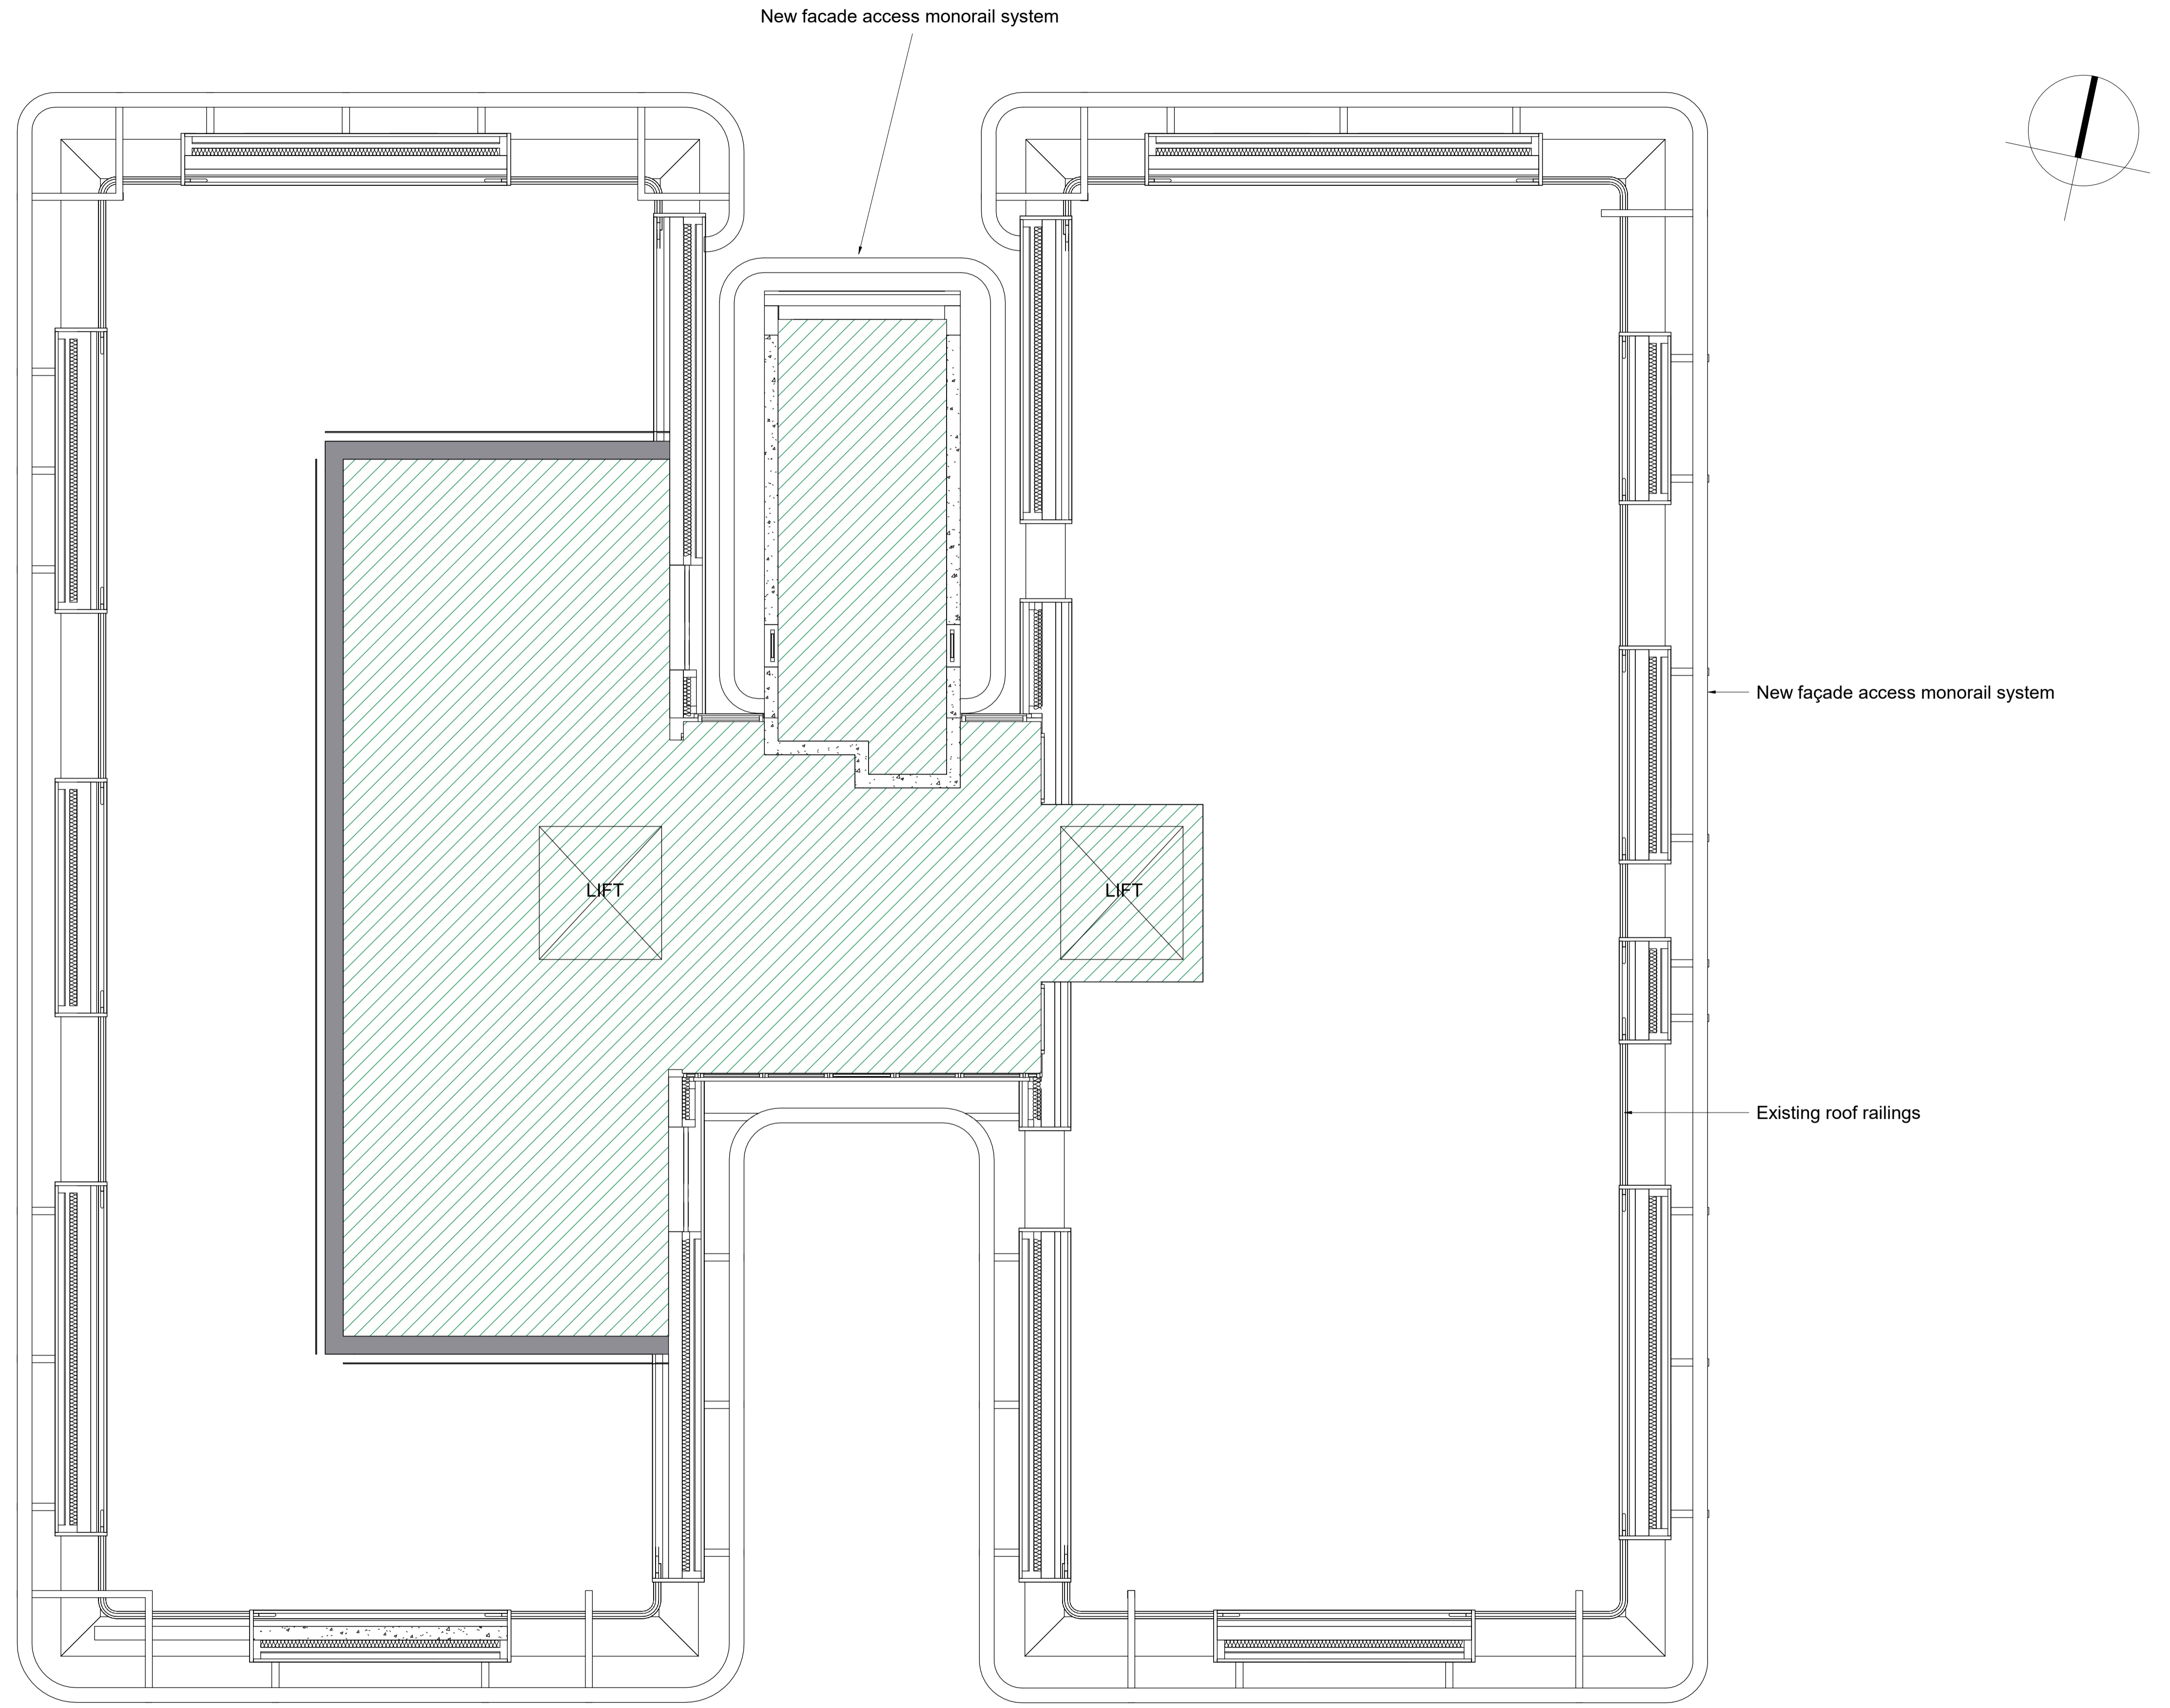 New facade access monorail system
New façade access monorail system
LIFT
LIFT
Existing roof railings